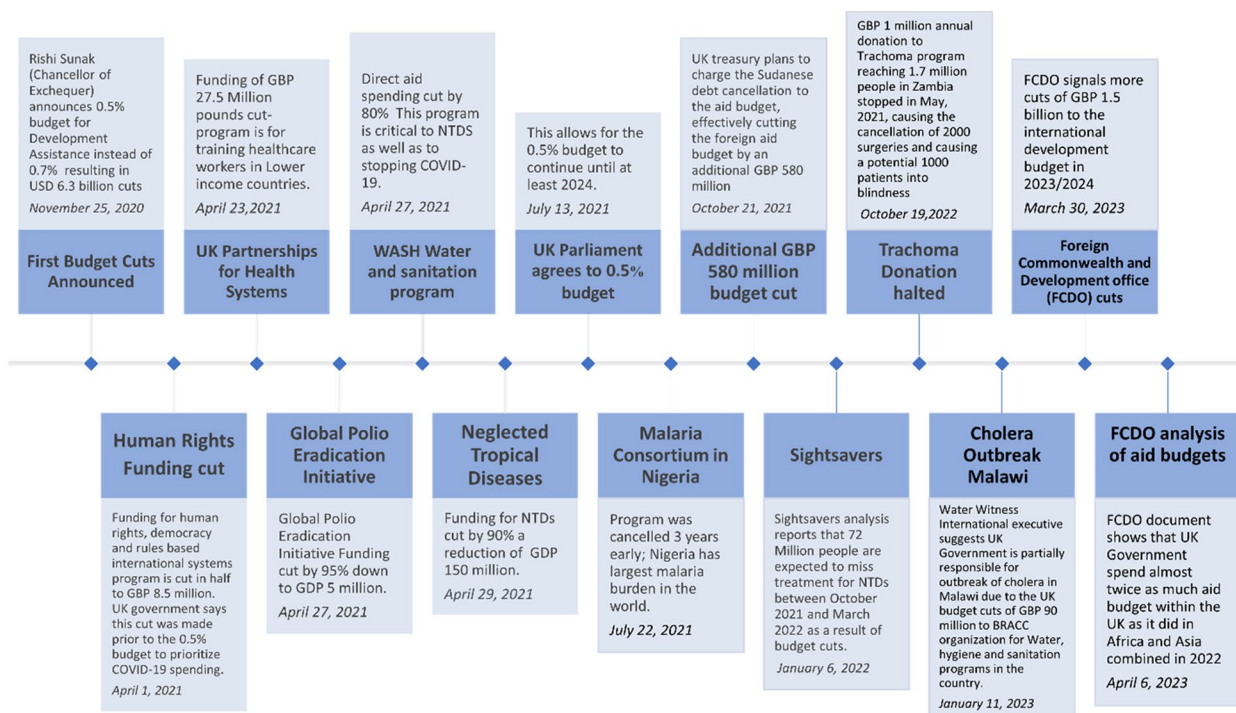 Rishi Sunak
(Chancellor of
Exchequer)
announces 0.5%
budget for
Development
Assistance instead of
0.7% resulting in
USD 6.3 billion cuts
November 25, 2020
First Budget Cuts
Announced
Funding of GBP
27.5 Million
pounds cut-
program is for
training healthcare
workers in Lower
income countries.
April 23,2021
UK Partnerships
for Health
Systems
Direct aid
spending cut by
80% This program
is critical to NTDS
as well as to
stopping COVID-
19.
April 27, 2021
WASH Water
and sanitation
program
This allows for the
0.5% budget to
continue until at
least 2024.
July 13, 2021
UK Parliament
agrees to 0.5%
budget
UK treasury plans to
charge the Sudanese
debt cancellation to
the aid budget,
effectively cutting
the foreign aid
budget by an
additional GBP 580
million
October 21, 2021
Additional GBP
580 million
budget cut
GBP 1 million annual
donation to
Trachoma program
reaching 1.7 million
people in Zambia
stopped in May,
2021, causing the
cancellation of 2000
surgeries and causing
a potential 1000
patients into
blindness
October 19,2022
Trachoma
Donation
halted
FCDO signals more
cuts of GBP 1.5
billion to the
international
development
budget in
2023/2024
March 30, 2023
Foreign
Commonwealth and
Development office
(FCDO) cuts
Human Rights
Funding cut
Funding for human
rights, democracy
and rules based
international systems
program is cut in half
to GBP 8.5 million.
UK government says
this cut was made
prior to the 0.5%
budget to prioritize
COVID-19 spending.
April 1, 2021
Global Polio
Eradication
Initiative
Global Polio
Eradication
Initiative Funding
cut by 95% down
to GDP 5 million.
April 27, 2021
Neglected
Tropical
Diseases
Funding for NTDs
cut by 90% a
reduction of GDP
150 million.
April 29, 2021
Malaria
Consortium in
Nigeria
Program was
cancelled 3 years
early; Nigeria has
largest malaria
burden in the
world.
July 22, 2021
Sightsavers
Sightsavers analysis
reports that 72
Million people are
expected to miss
treatment for NTDs
between October
2021 and March
2022 as a result of
budget cuts.
January 6, 2022
Cholera
Outbreak
Malawi
Water Witness
International executive
suggests UK
Government is partially
responsible for
outbreak of cholera in
Malawi due to the UK
budget cuts of GBP 90
million to BRACC
organization for Water,
hygiene and sanitation
programs in the
country.
January 11, 2023
FCDO analysis
of aid budgets
FCDO document
shows that UK
Government
spend almost
twice as much aid
budget within the
UK as it did in
Africa and Asia
combined in 2022
April 6, 2023